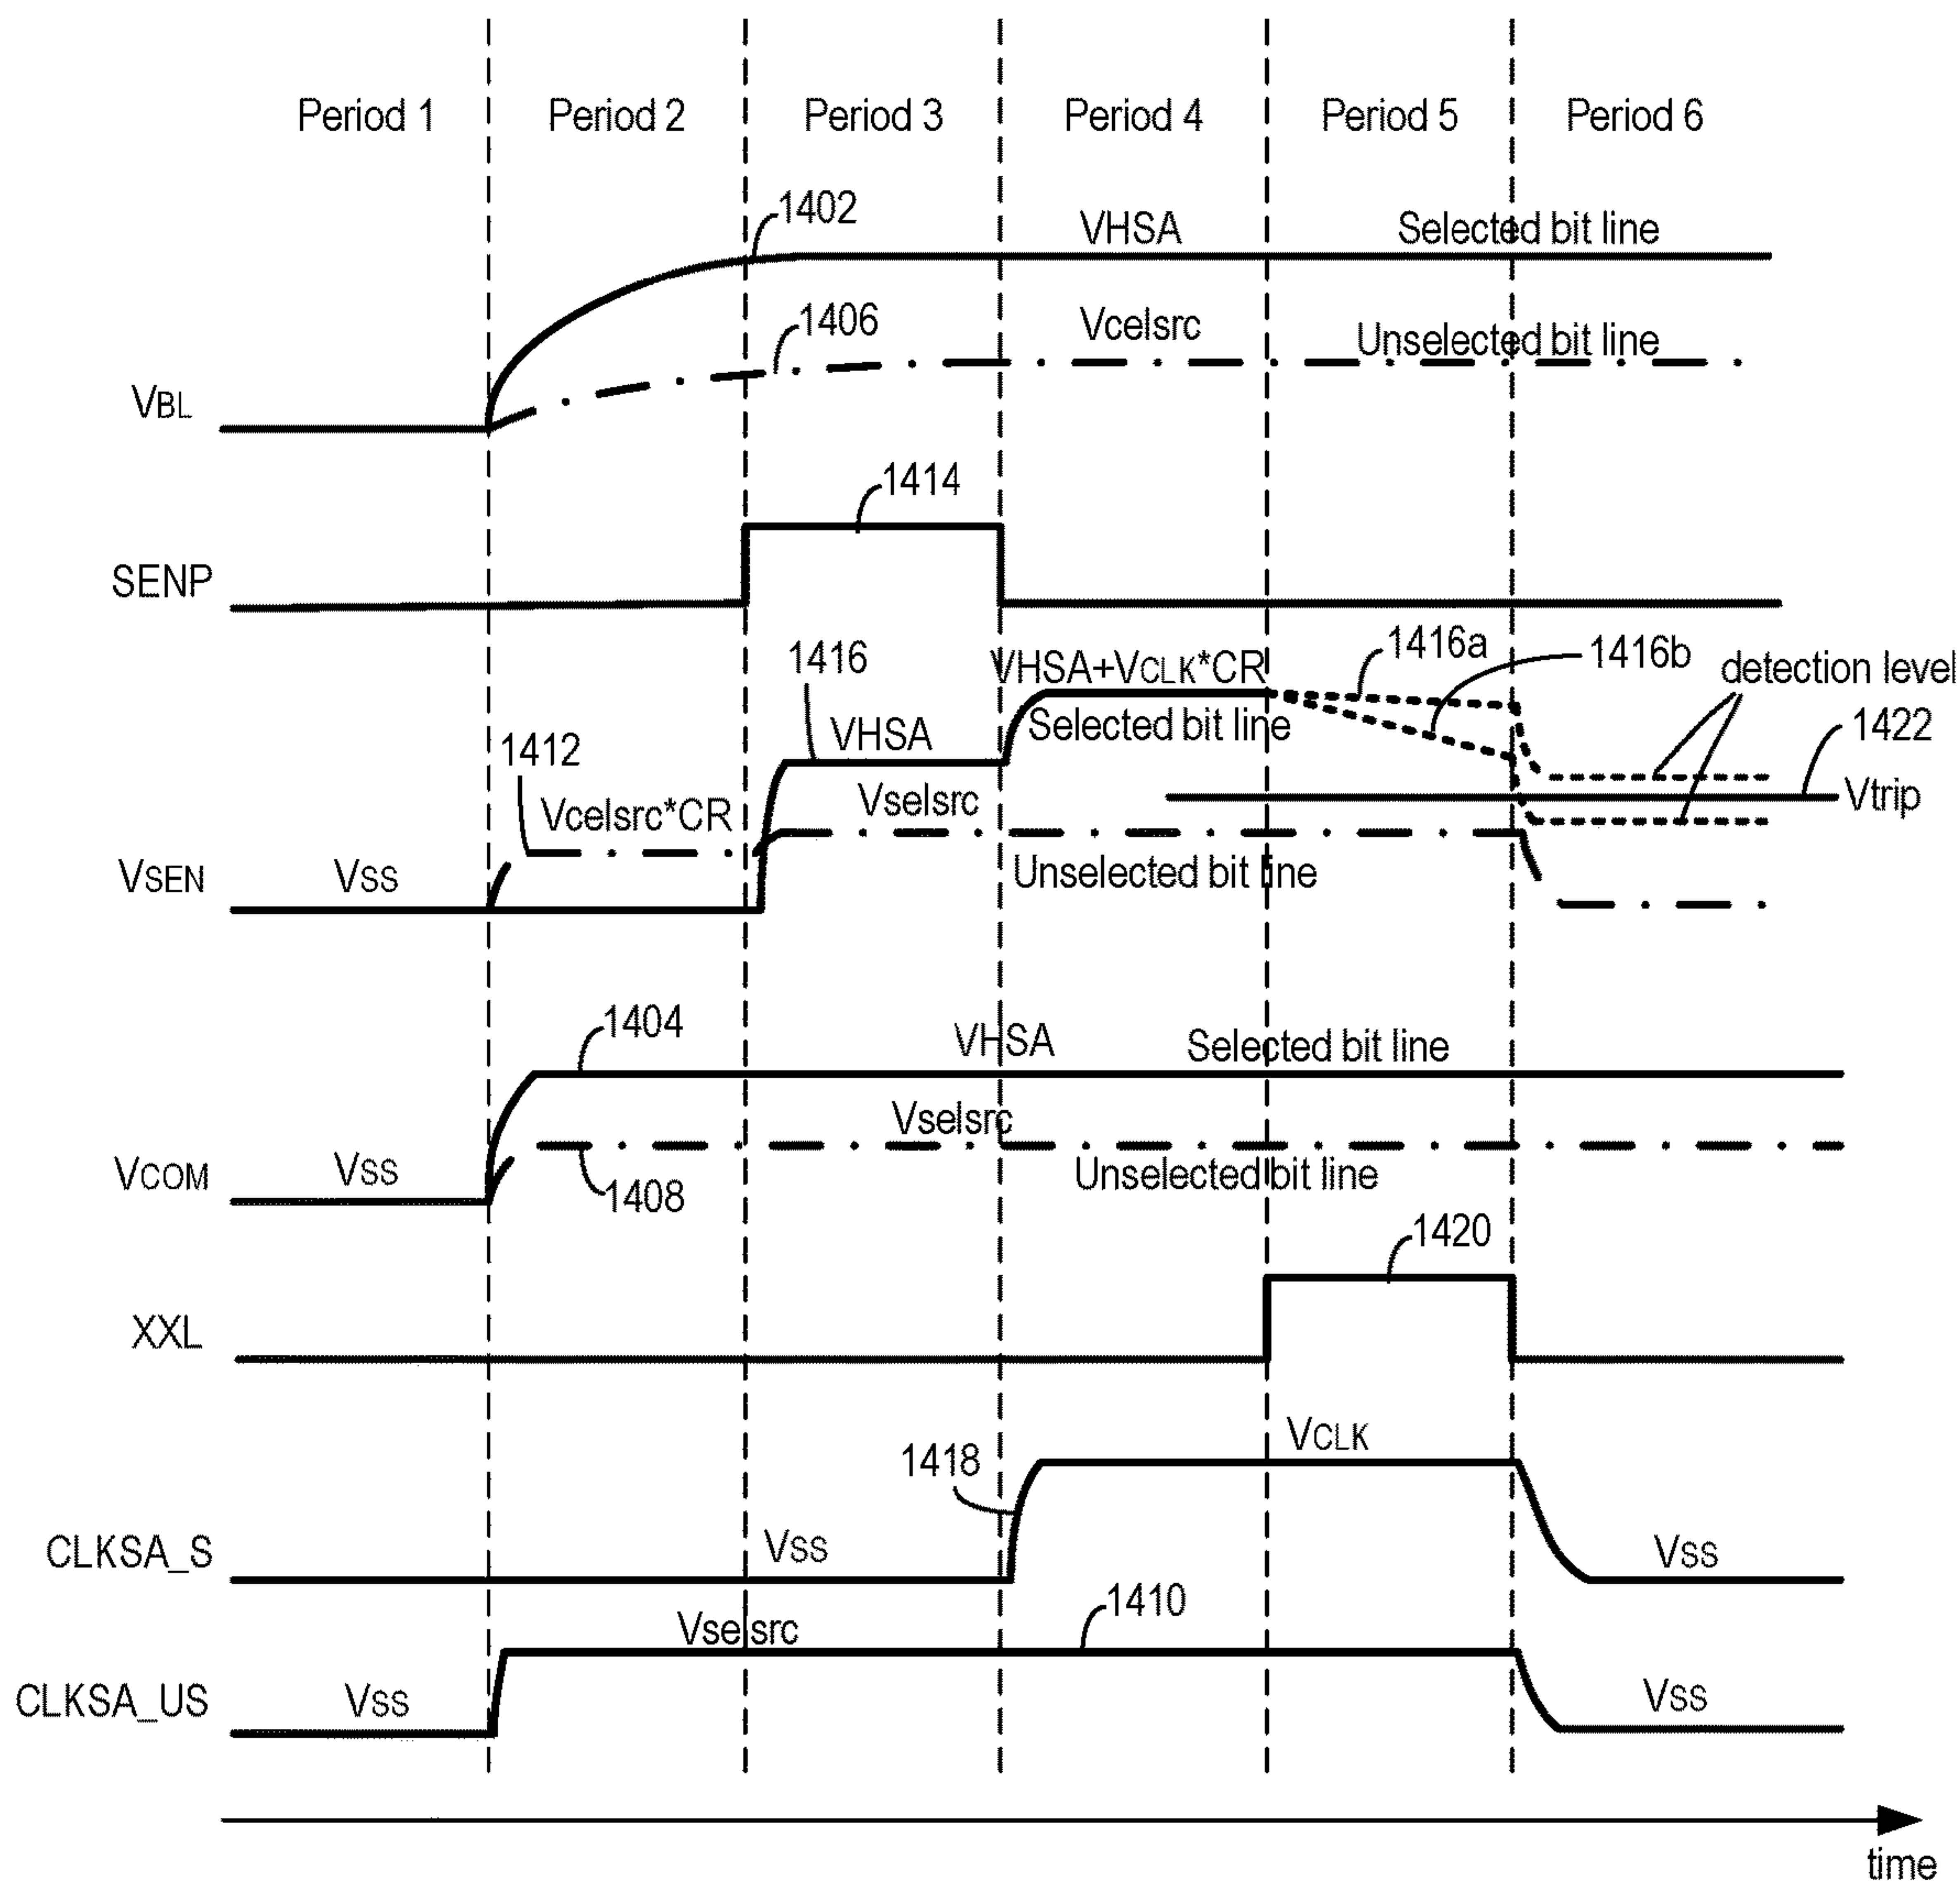 Period 1 Period 2 Period 3 Period 4 Period 5 Period 6
1402
VHSA
Selected bit line
1406
Vcelsrc
Unselected bit line
VBL
1414
SENP
1416
VHSA+VCLK*CR
1416a
1416b
detection level
1412
VHSA
Selected bit line
1422
Vcelsrc*CR
Vselsrc
Vtrip
VSEN
VSS
Unselected bit line
1404
VHSA
Selected bit line
Vselsrc
VCOM
VSS
1408
Unselected bit line
1420
XXL
VCLK
1418
CLKSA_S
VSS
VSS
1410
Vselsrc
CLKSA_US
VSS
VSS
time